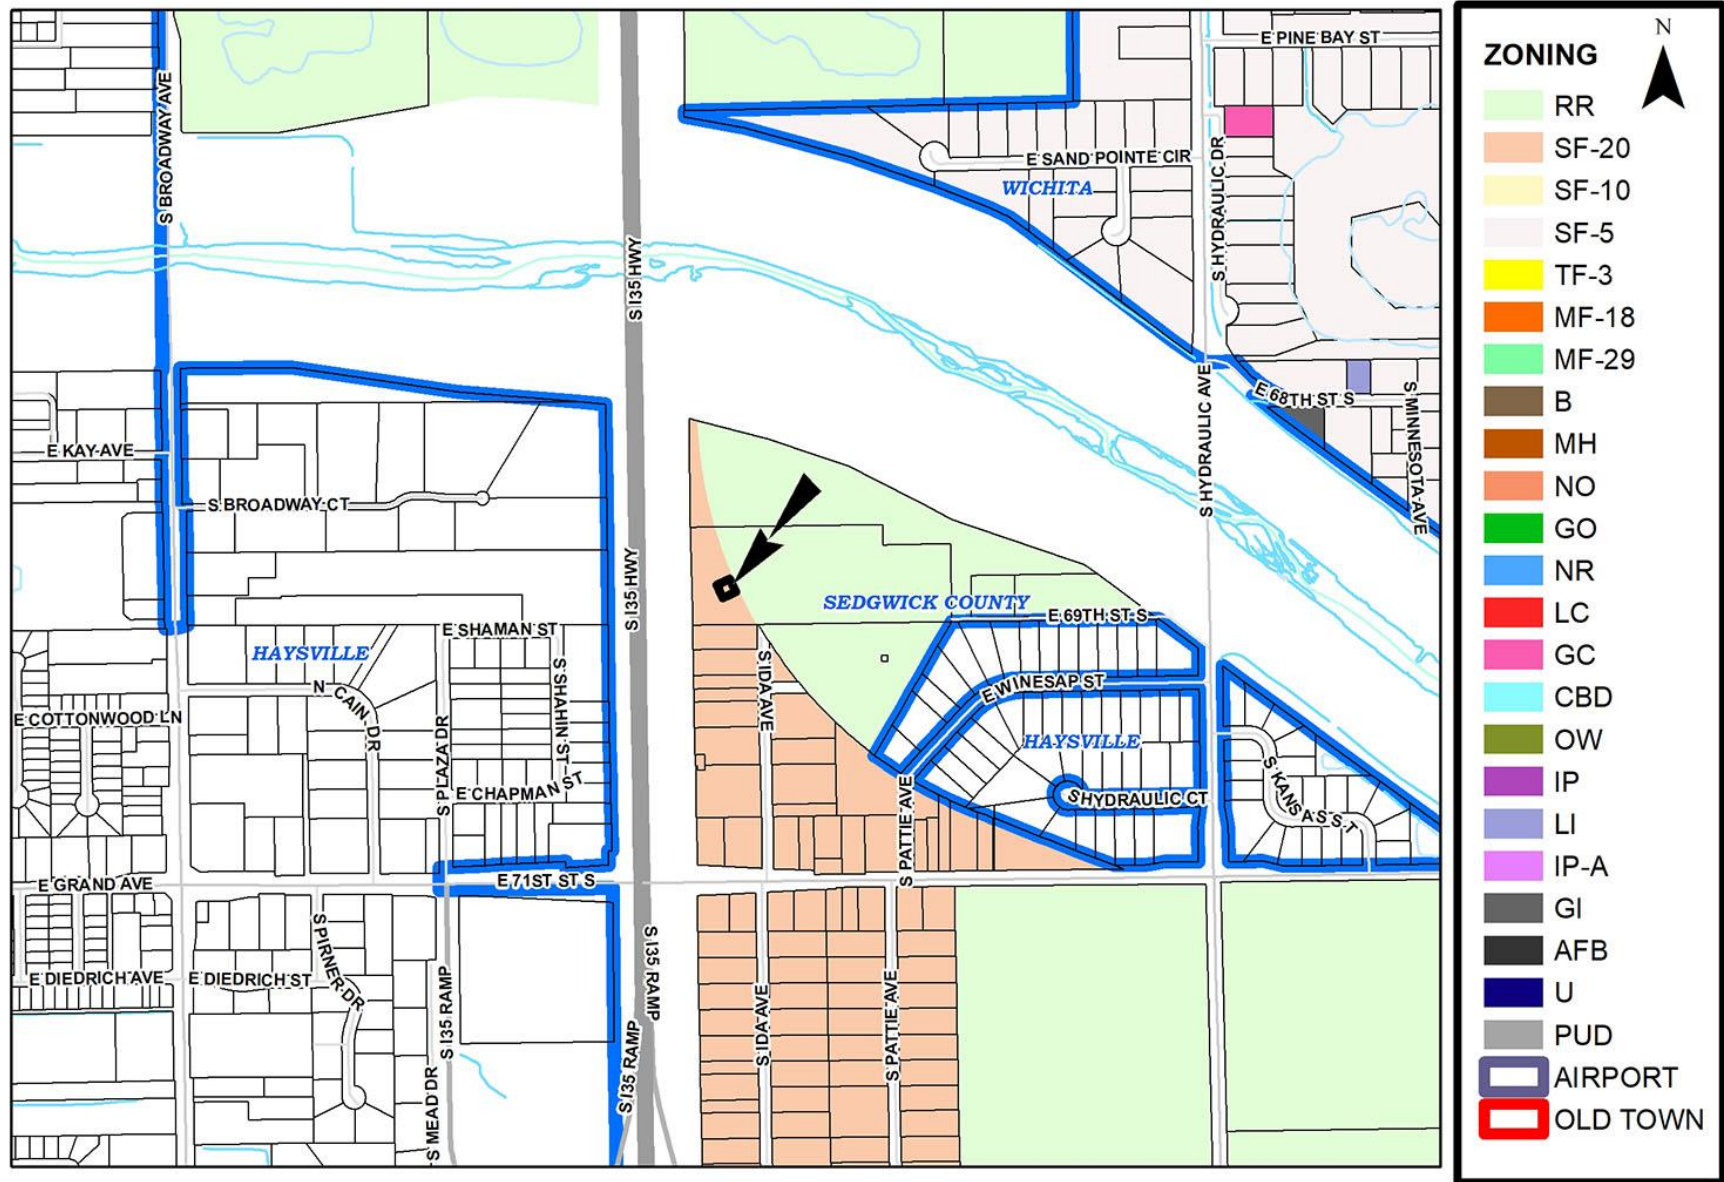 E PINE BAY ST
S BROADWAY AVE
E SAND POINTE CIR
WICHITA
S HYDRAULIC DR
S I35 HWY
S HYDRAULIC AVE
E 68TH ST S
S MINNESOTA AVE
E KAY AVE
S BROADWAY CT
S I35 HWY
SEDGWICK COUNTY
E 69TH ST S
E SHAMAN ST
HAYSVILLE
S SHAHIN ST
S IDA AVE
E WINESAP ST
N CAIN DR
E COTTONWOOD LN
S PLAZA DR
HAYSVILLE
E CHAPMAN ST
S HYDRAULIC CT
S KANSAS ST
S PATTIE AVE
E GRAND AVE
E 71ST ST S
S PIRNER DR
S I35 RAMP
E DIEDRICH AVE
E DIEDRICH ST
S I35 RAMP
S IDA AVE
S PATTIE AVE
S I35 RAMP
S MEAD DR
N
ZONING
RR
SF-20
SF-10
SF-5
TF-3
MF-18
MF-29
B
MH
NO
GO
NR
LC
GC
CBD
OW
IP
LI
IP-A
GI
AFB
U
PUD
AIRPORT
OLD TOWN